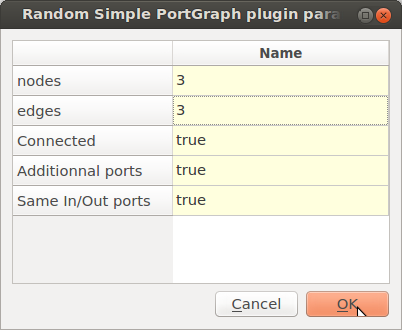 Random Simple PortGraph plugin para
Name
nodes 3
edges 3
Connected true
Additionnal ports true
Same In/Out ports true
Cancel OK